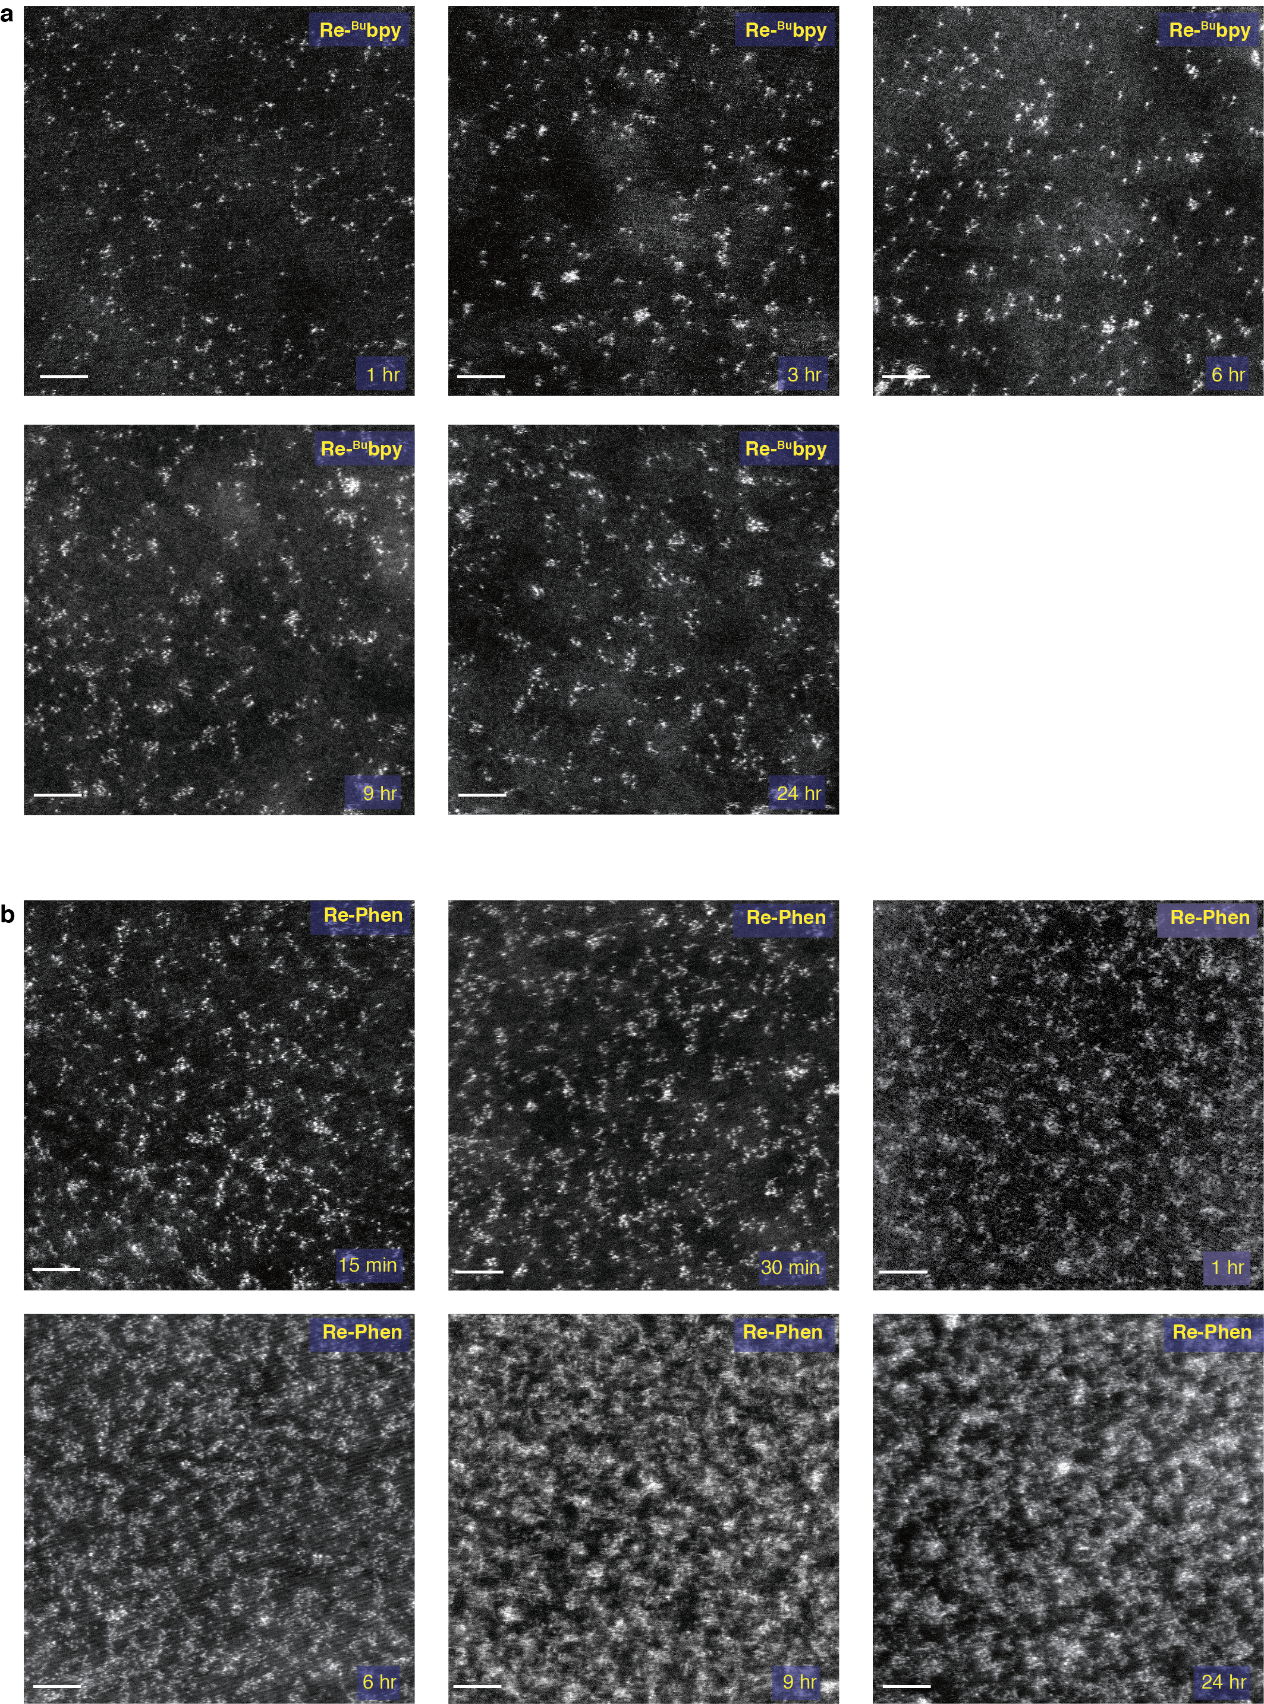 a
Re-ᴮᵘbpy
1 hr
Re-ᴮᵘbpy
3 hr
Re-ᴮᵘbpy
6 hr
Re-ᴮᵘbpy
9 hr
Re-ᴮᵘbpy
24 hr
b
Re-Phen
15 min
Re-Phen
30 min
Re-Phen
1 hr
Re-Phen
6 hr
Re-Phen
9 hr
Re-Phen
24 hr